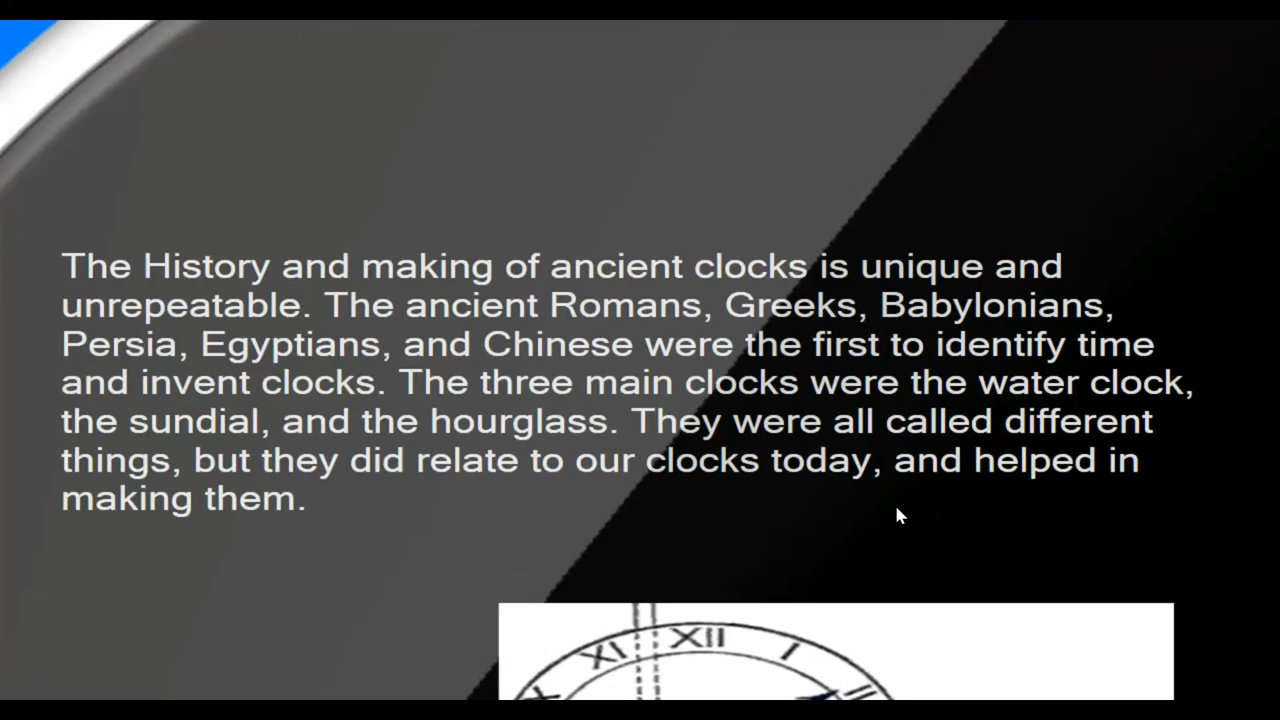 The History and making of ancient clocks is unique and
unrepeatable. The ancient Romans, Greeks, Babylonians,
Persia, Egyptians, and Chinese were the first to identify time
and invent clocks. The three main clocks were the water clock,
the sundial, and the hourglass. They were all called different
things, but they did relate to our clocks today, and helped in
making them.
XI XII I
X II